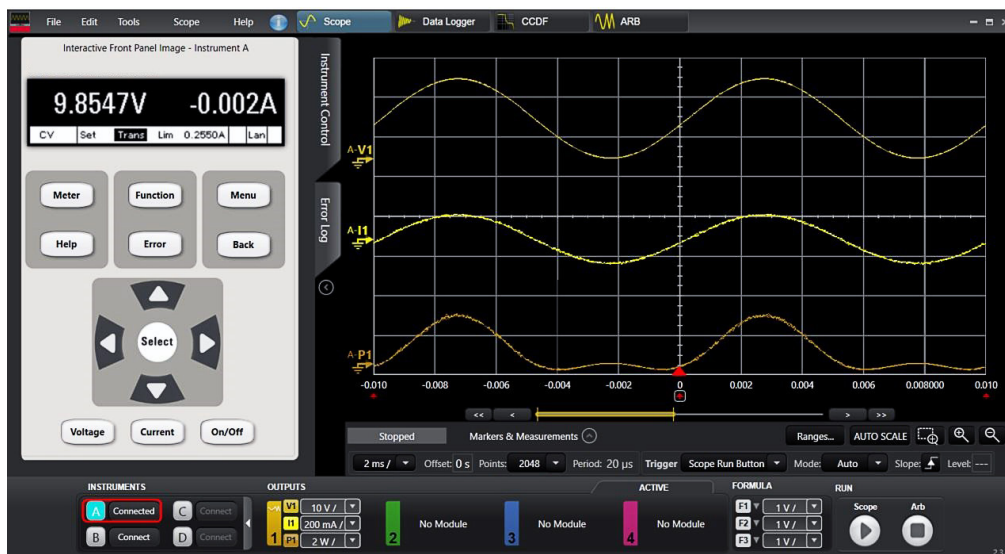 File Edit Tools Scope Help Scope Data Logger CCDF ARB
Interactive Front Panel Image - Instrument A
9.8547V -0.002A
CV Set Trans Lim 0.2550A Lan
Meter Function Menu
Help Error Back
Select
Voltage Current On/Off
Instrument Control
Error Log
A-V1
A-I1
A-P1
-0.010 -0.008 -0.006 -0.004 -0.002 0 0.002 0.004 0.006 0.008000 0.010
<< < > >>
Stopped Markers & Measurements Ranges... AUTO SCALE
2 ms / Offset: 0 s Points: 2048 Period: 20 µs Trigger Scope Run Button Mode: Auto Slope: Level: ---
INSTRUMENTS OUTPUTS ACTIVE FORMULA RUN
A Connected C Connect
B Connect D Connect
1 V1 10 V /
I1 200 mA /
P1 2 W /
2 No Module
3 No Module
4 No Module
F1 1 V /
F2 1 V /
F3 1 V /
Scope Arb